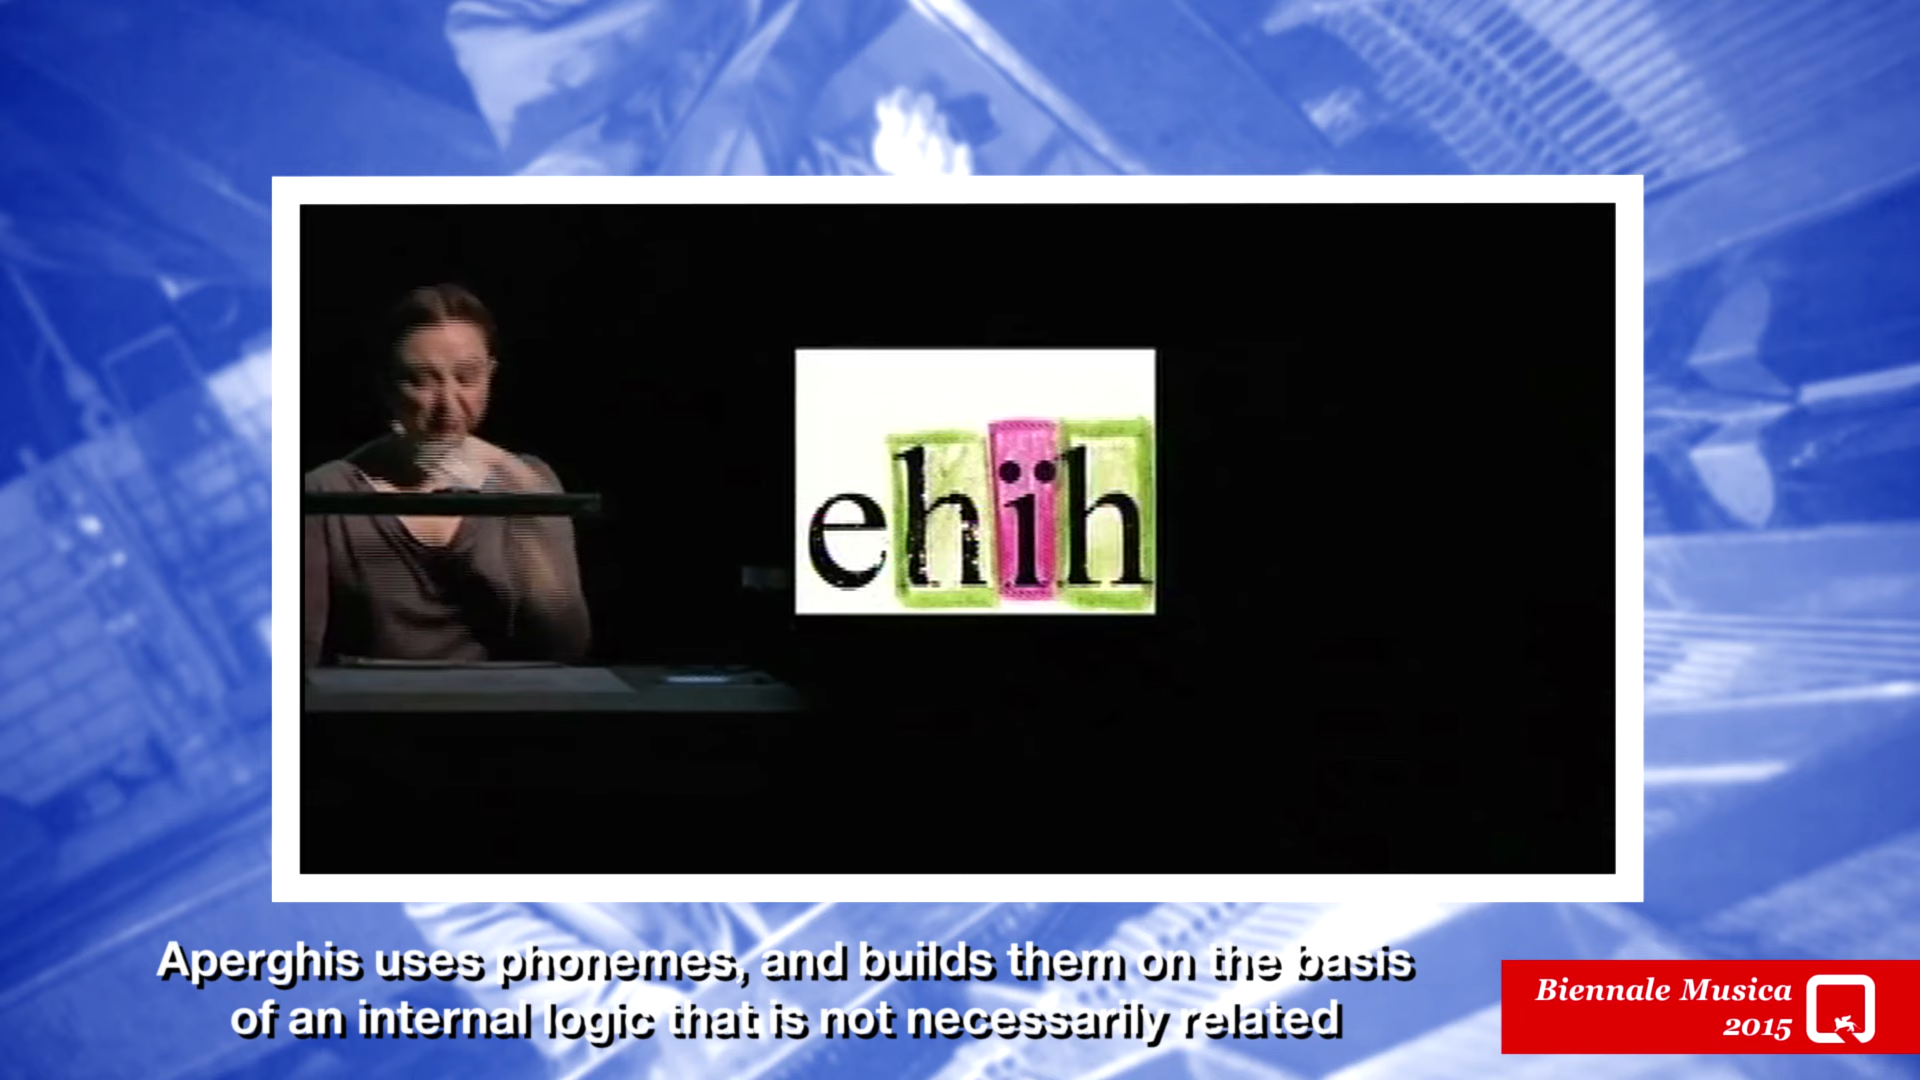 ehïh
Aperghis uses phonemes, and builds them on the basis
of an internal logic that is not necessarily related
Biennale Musica
2015